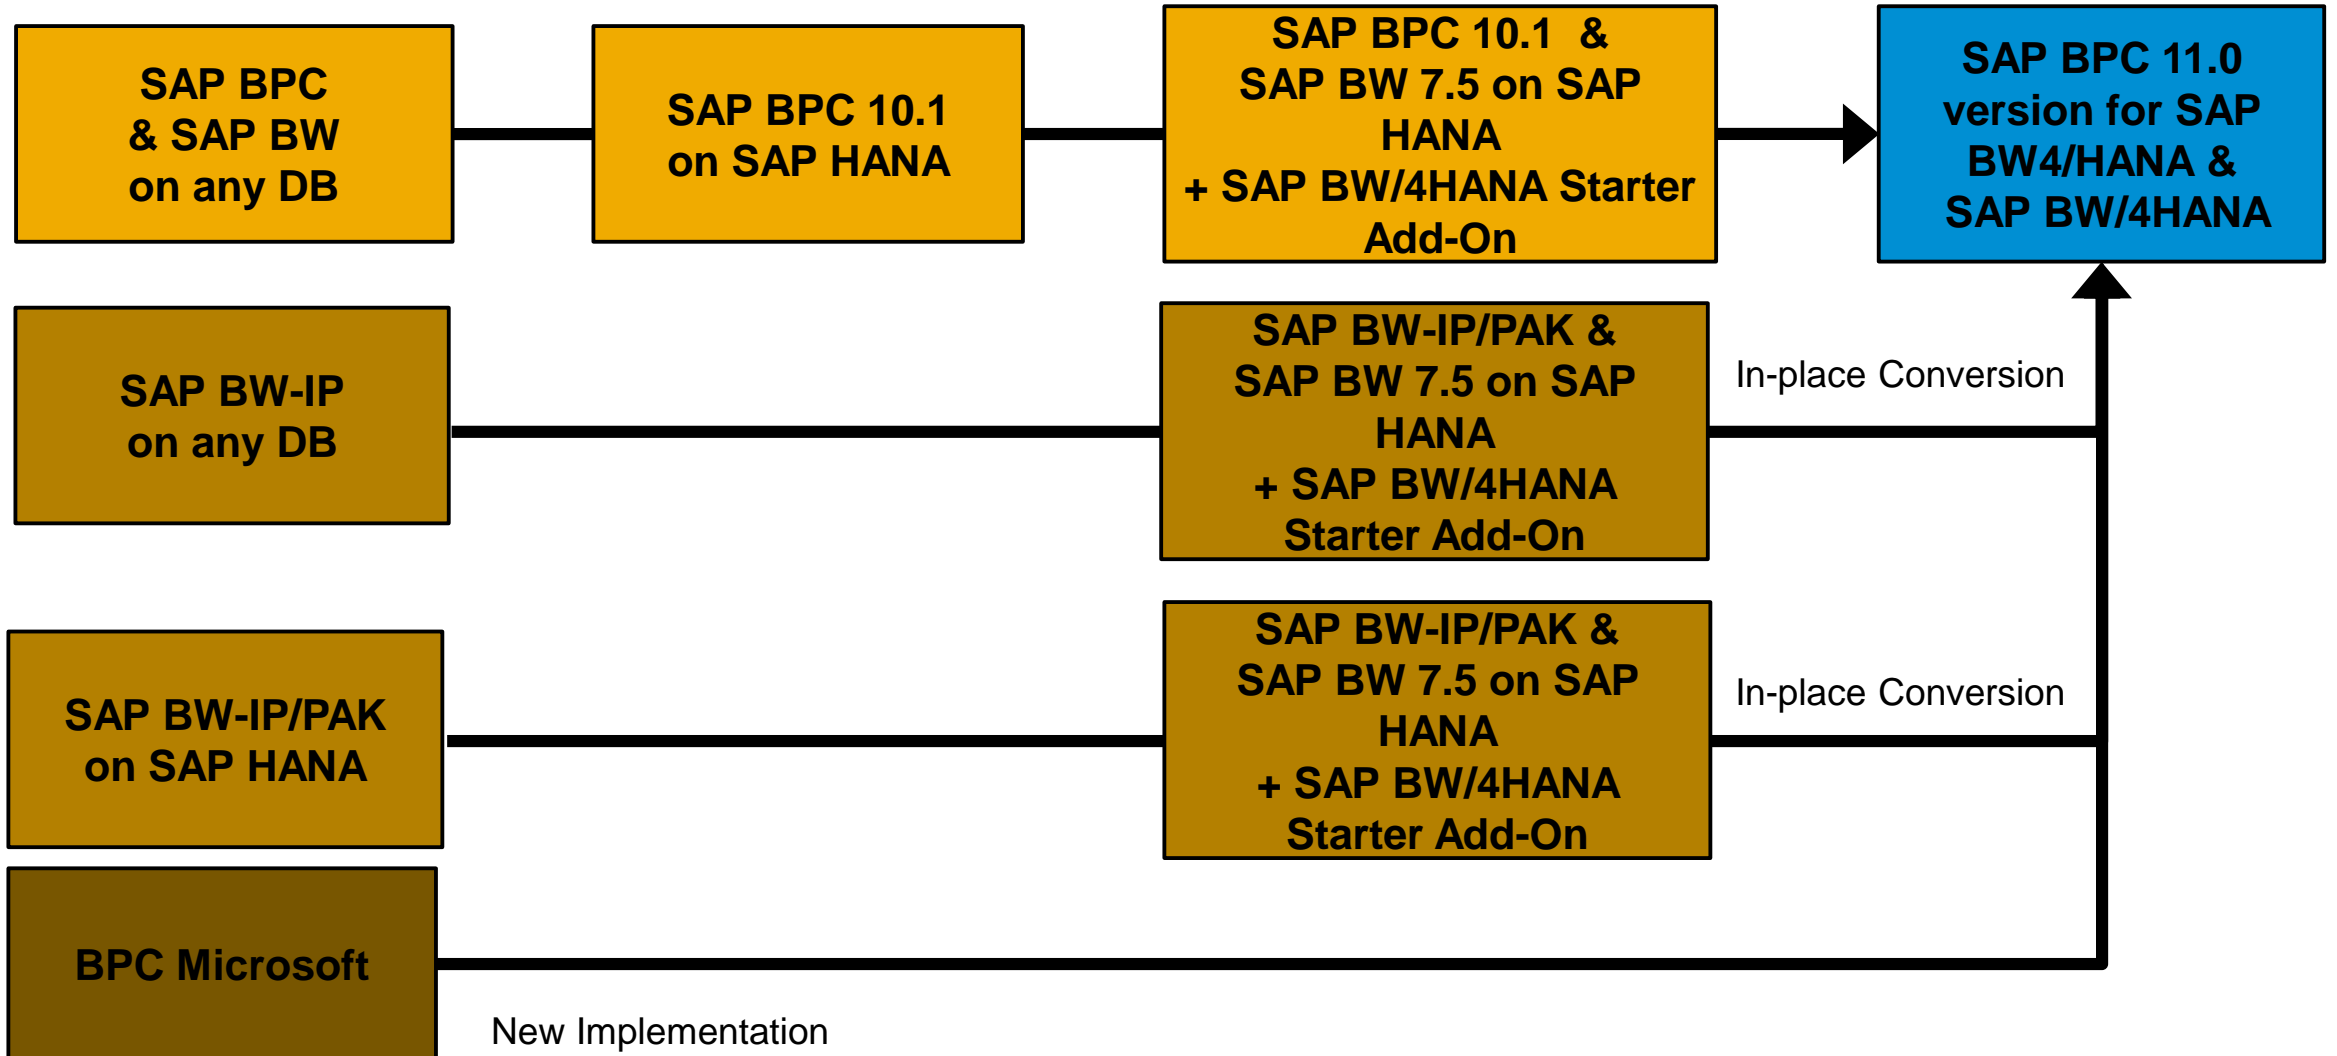 SAP BPC
& SAP BW
on any DB
SAP BPC 10.1
on SAP HANA
SAP BPC 10.1 &
SAP BW 7.5 on SAP
HANA
+ SAP BW/4HANA Starter
Add-On
SAP BPC 11.0
version for SAP
BW4/HANA &
SAP BW/4HANA
SAP BW-IP
on any DB
SAP BW-IP/PAK &
SAP BW 7.5 on SAP
HANA
+ SAP BW/4HANA
Starter Add-On
In-place Conversion
SAP BW-IP/PAK
on SAP HANA
SAP BW-IP/PAK &
SAP BW 7.5 on SAP
HANA
+ SAP BW/4HANA
Starter Add-On
In-place Conversion
BPC Microsoft
New Implementation